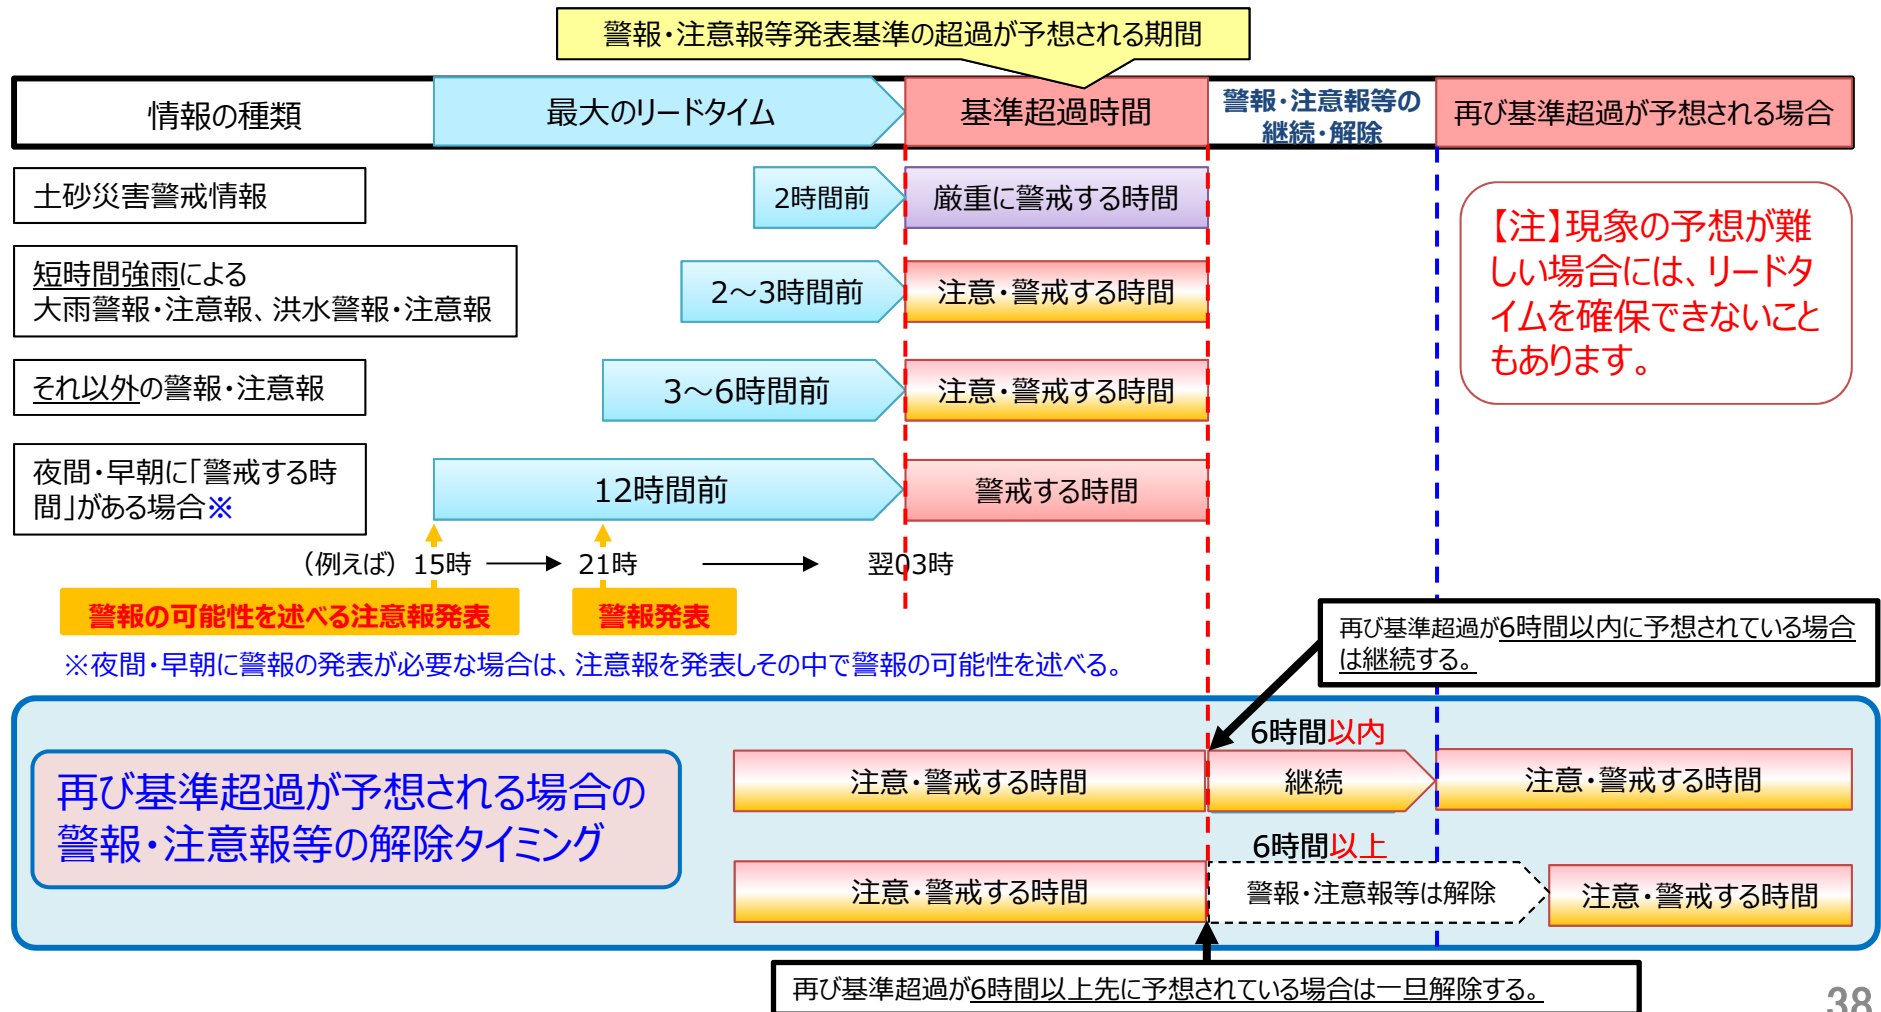 警報・注意報等発表基準の超過が予想される期間
情報の種類
最大のリードタイム
基準超過時間
警報・注意報等の
継続・解除
再び基準超過が予想される場合
土砂災害警戒情報
2時間前
厳重に警戒する時間
短時間強雨による
大雨警報・注意報、洪水警報・注意報
2～3時間前
注意・警戒する時間
それ以外の警報・注意報
3～6時間前
注意・警戒する時間
夜間・早朝に「警戒する時
間」がある場合※
12時間前
警戒する時間
【注】現象の予想が難
しい場合には、リードタ
イムを確保できないこと
もあります。
（例えば）15時
21時
翌03時
警報の可能性を述べる注意報発表
警報発表
※夜間・早朝に警報の発表が必要な場合は、注意報を発表しその中で警報の可能性を述べる。
再び基準超過が6時間以内に予想されている場合
は継続する。
再び基準超過が予想される場合の
警報・注意報等の解除タイミング
6時間以内
注意・警戒する時間
継続
注意・警戒する時間
6時間以上
注意・警戒する時間
警報・注意報等は解除
注意・警戒する時間
再び基準超過が6時間以上先に予想されている場合は一旦解除する。
38